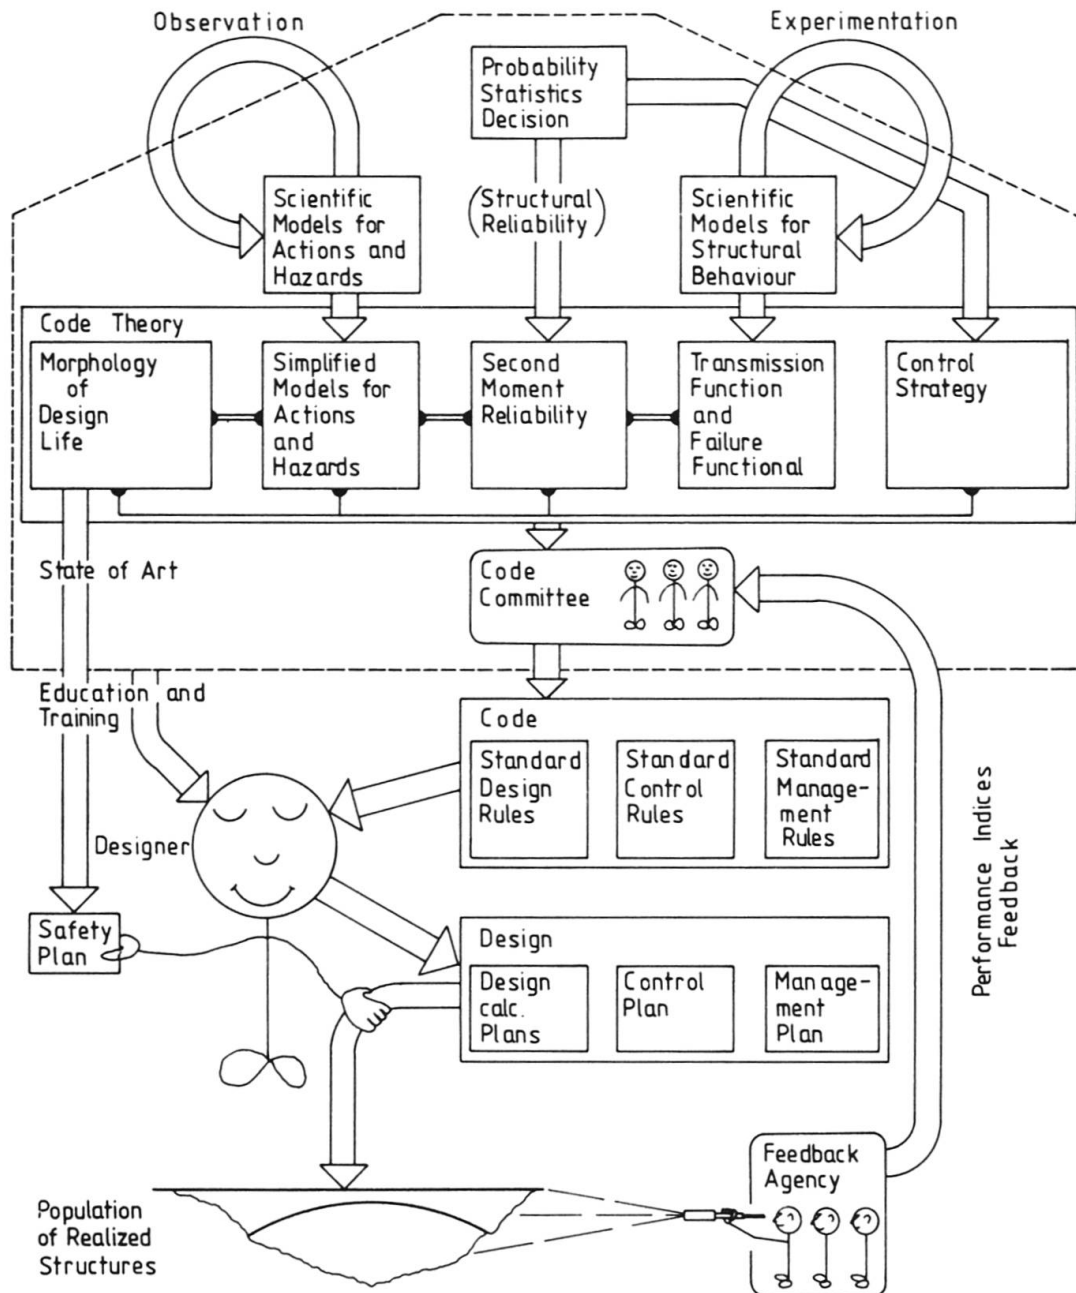 Observation
Experimentation
Probability
Statistics
Decision
Scientific
Models for
Actions and
Hazards
(Structural
Reliability)
Scientific
Models for
Structural
Behaviour
Code Theory
Morphology
of
Design
Life
Simplified
Models for
Actions
and
Hazards
Second
Moment
Reliability
Transmission
Function
and
Failure
Functional
Control
Strategy
State of Art
Code
Committee
Education and
Training
Code
Standard
Design
Rules
Standard
Control
Rules
Standard
Manage-
ment
Rules
Designer
Safety
Plan
Design
Design
calc.
Plans
Control
Plan
Manage-
ment
Plan
Performance Indices
Feedback
Feedback
Agency
Population
of Realized
Structures